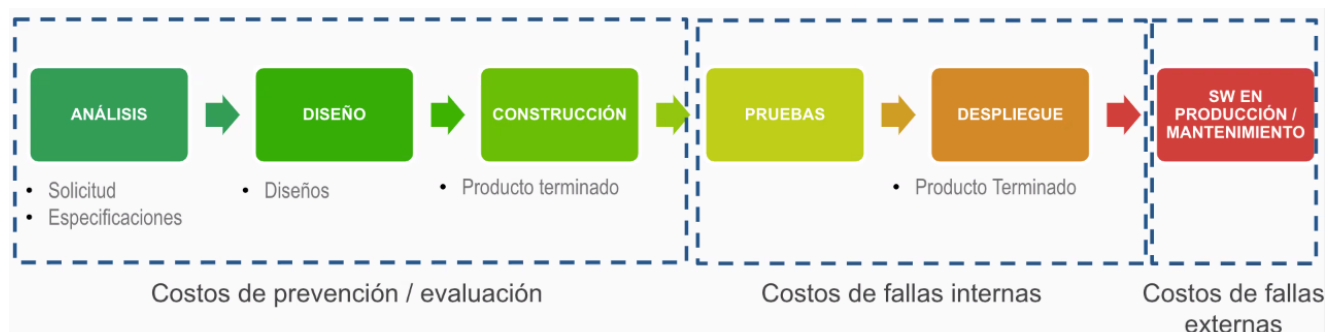 ANÁLISIS
DISEÑO
CONSTRUCCIÓN
PRUEBAS
DESPLIEGUE
SW EN
PRODUCCIÓN /
MANTENIMIENTO
• Solicitud
• Especificaciones
• Diseños
• Producto terminado
• Producto Terminado
Costos de prevención / evaluación
Costos de fallas internas
Costos de fallas
externas